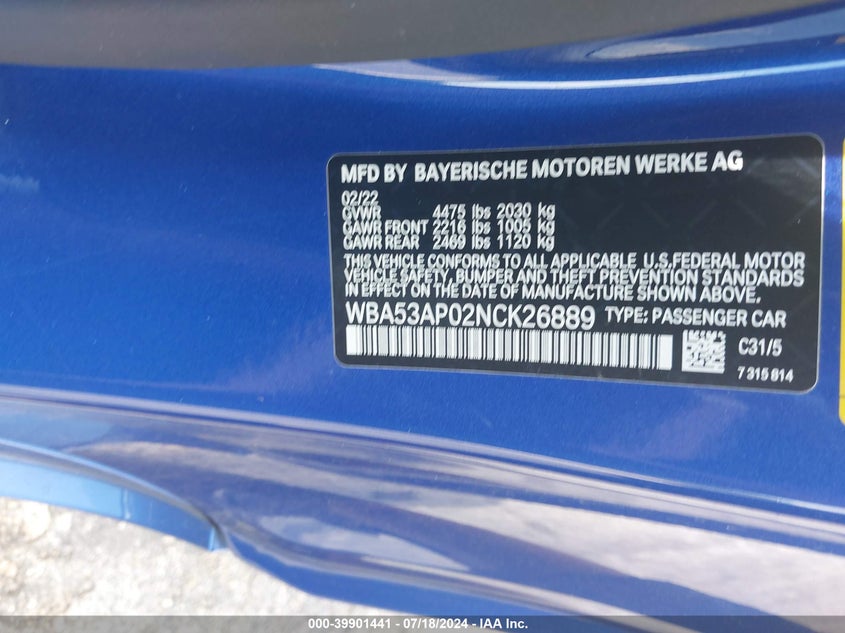 MFD BY BAYERISCHE MOTOREN WERKE AG
02/22
GVWR 4475 lbs 2030 kg
GAWR FRONT 2216 lbs 1005 kg
GAWR REAR 2469 lbs 1120 kg
THIS VEHICLE CONFORMS TO ALL APPLICABLE U.S.FEDERAL MOTOR
VEHICLE SAFETY, BUMPER AND THEFT PREVENTION STANDARDS
IN EFFECT ON THE DATE OF MANUFACTURE SHOWN ABOVE.
WBA53AP02NCK26889 TYPE: PASSENGER CAR
C31/5
7 315 814
000-39901441 - 07/18/2024 - IAA Inc.